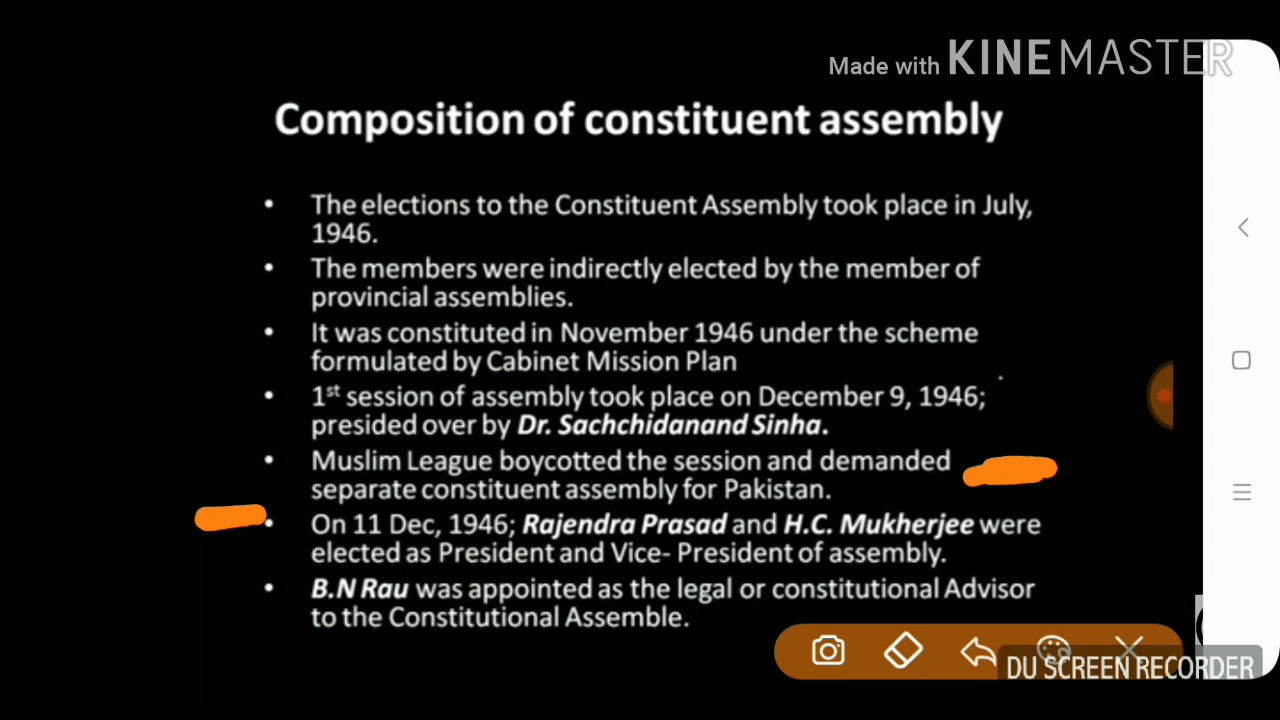 Made with KINEMASTER
Composition of constituent assembly
• The elections to the Constituent Assembly took place in July,
1946.
• The members were indirectly elected by the member of
provincial assemblies.
• It was constituted in November 1946 under the scheme
formulated by Cabinet Mission Plan
• 1st session of assembly took place on December 9, 1946;
presided over by Dr. Sachchidanand Sinha.
• Muslim League boycotted the session and demanded
separate constituent assembly for Pakistan.
• On 11 Dec, 1946; Rajendra Prasad and H.C. Mukherjee were
elected as President and Vice- President of assembly.
• B.N Rau was appointed as the legal or constitutional Advisor
to the Constitutional Assemble.
DU SCREEN RECORDER